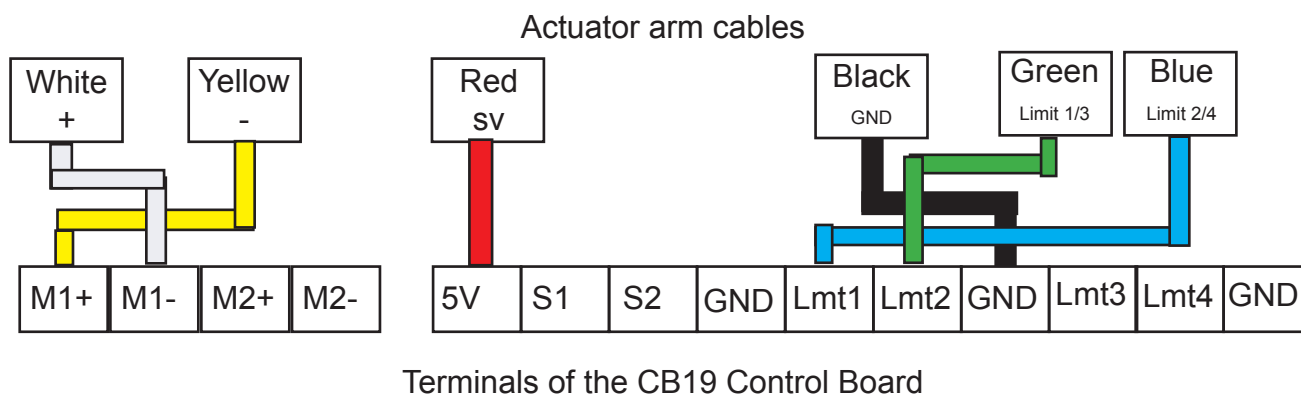 Actuator arm cables
White
+
Yellow
-
Red
sv
Black
GND
Green
Limit 1/3
Blue
Limit 2/4
M1+ M1- M2+ M2-
5V S1 S2 GND Lmt1 Lmt2 GND Lmt3 Lmt4 GND
Terminals of the CB19 Control Board